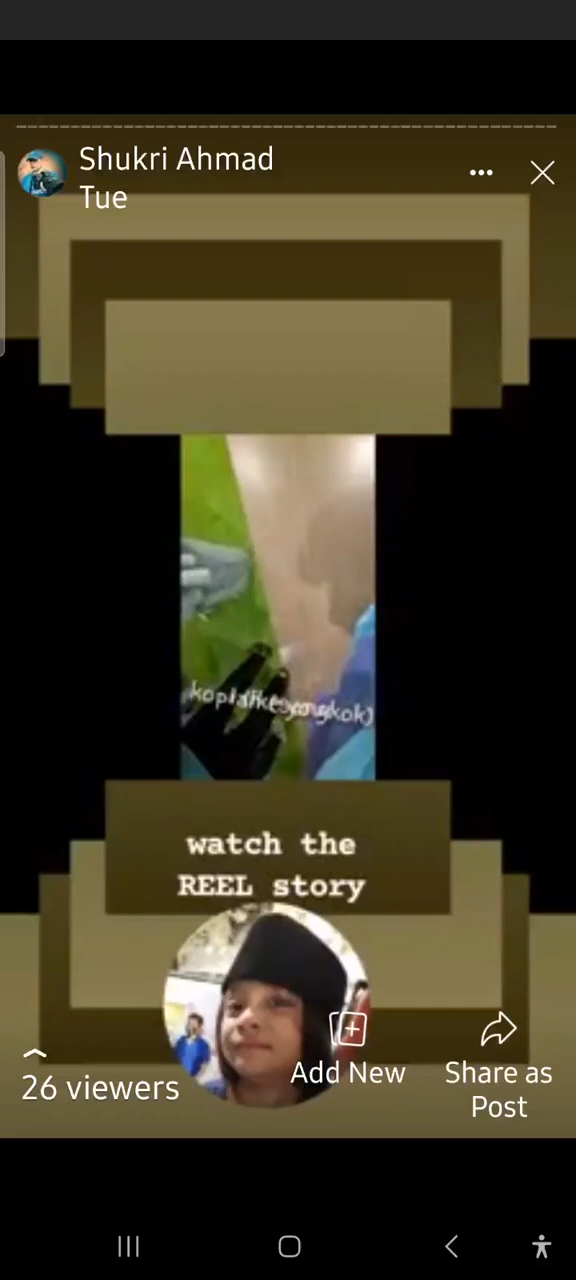 Shukri Ahmad
Tue
watch the
REEL story
26 viewers
Add New
Share as
Post